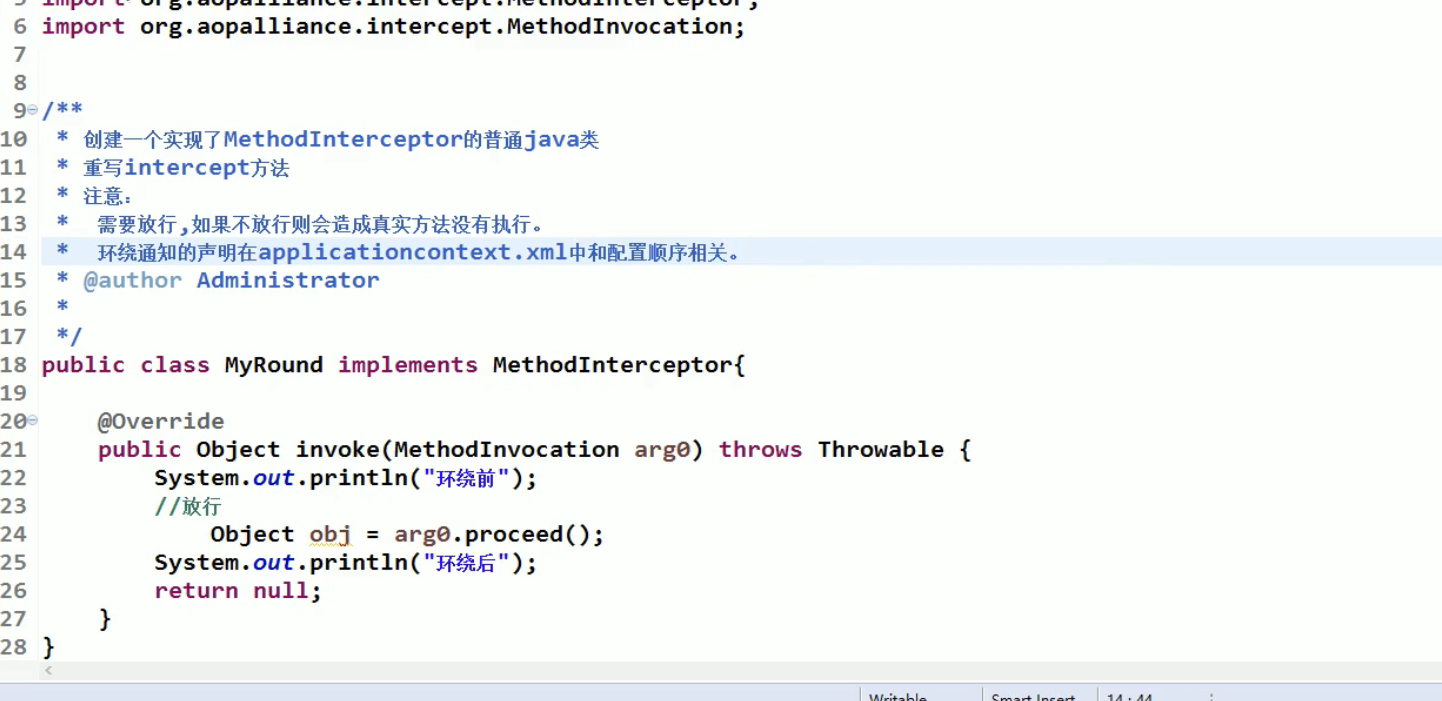 import org.aopalliance.intercept.MethodInterceptor;
6 import org.aopalliance.intercept.MethodInvocation;
7
8
9 /**
10 * 创建一个实现了MethodInterceptor的普通java类
11 * 重写intercept方法
12 * 注意:
13 * 需要放行,如果不放行则会造成真实方法没有执行。
14 * 环绕通知的声明在applicationcontext.xml中和配置顺序相关。
15 * @author Administrator
16 *
17 */
18 public class MyRound implements MethodInterceptor{
19
20 @Override
21 public Object invoke(MethodInvocation arg0) throws Throwable {
22 System.out.println("环绕前");
23 //放行
24 Object obj = arg0.proceed();
25 System.out.println("环绕后");
26 return null;
27 }
28 }
Writable Smart Insert 14 : 44